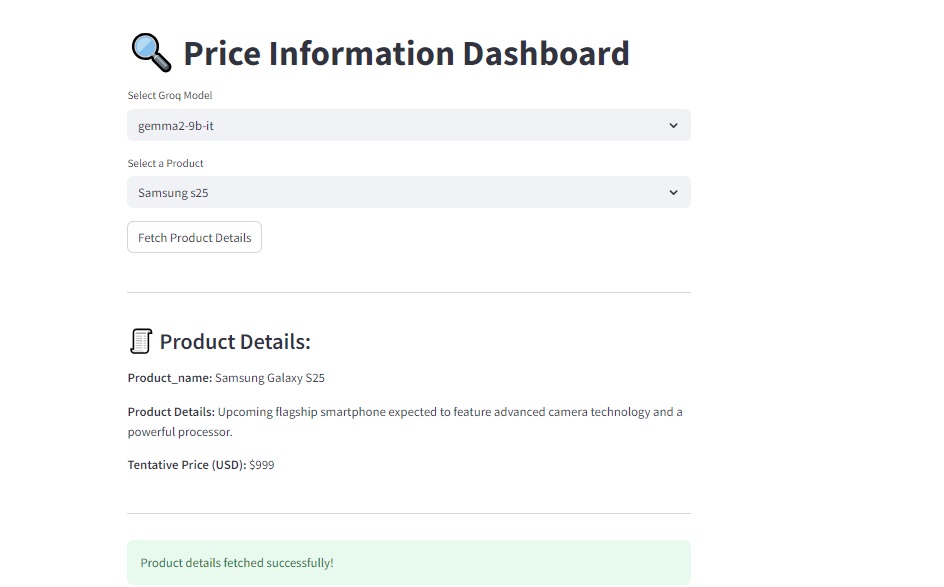 Price Information Dashboard
Select Groq Model
gemma2-9b-it
Select a Product
Samsung s25
Fetch Product Details
Product Details:
Product_name: Samsung Galaxy S25
Product Details: Upcoming flagship smartphone expected to feature advanced camera technology and a
powerful processor.
Tentative Price (USD): $999
Product details fetched successfully!